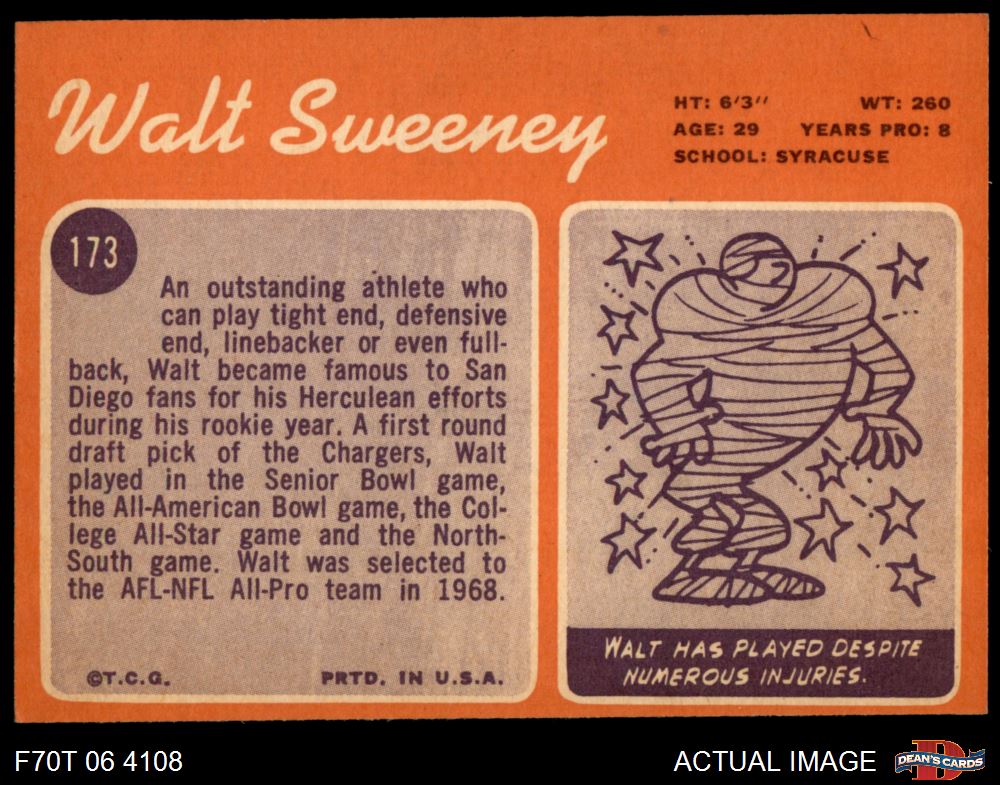 Walt Sweeney
HT: 6'3" WT: 260
AGE: 29 YEARS PRO: 8
SCHOOL: SYRACUSE
173
An outstanding athlete who
can play tight end, defensive
end, linebacker or even full-
back, Walt became famous to San
Diego fans for his Herculean efforts
during his rookie year. A first round
draft pick of the Chargers, Walt
played in the Senior Bowl game,
the All-American Bowl game, the Col-
lege All-Star game and the North-
South game. Walt was selected to
the AFL-NFL All-Pro team in 1968.
©T.C.G. PRTD. IN U.S.A.
WALT HAS PLAYED DESPITE
NUMEROUS INJURIES.
F70T 06 4108
ACTUAL IMAGE
D
DEAN'S CARDS